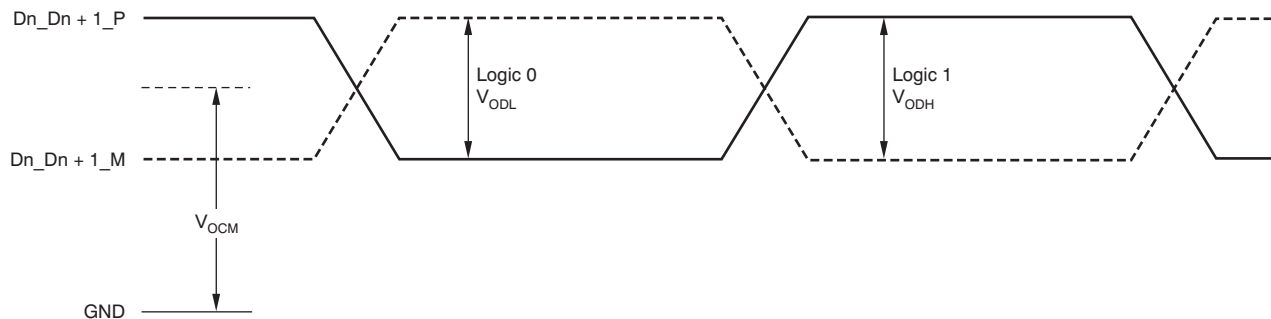 Dn_Dn + 1_P
Logic 0
V_ODL
Logic 1
V_ODH
Dn_Dn + 1_M
V_OCM
GND